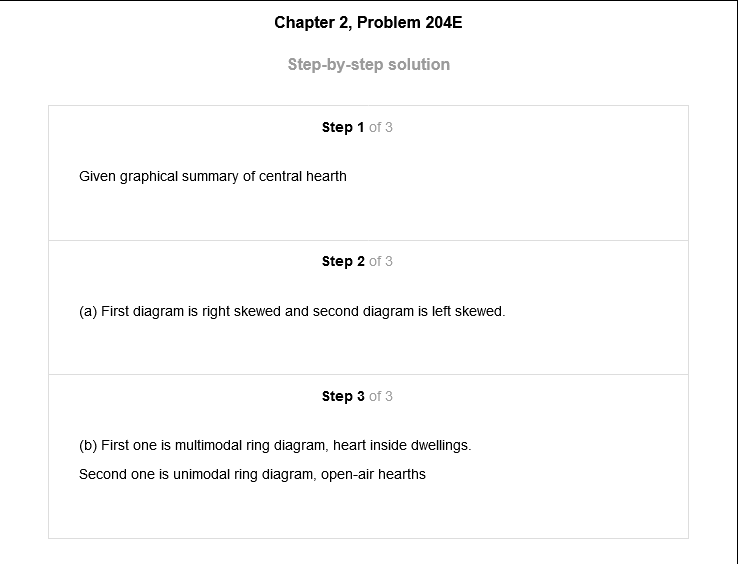 Chapter 2, Problem 204E
Step-by-step solution
Step 1 of 3
Given graphical summary of central hearth
Step 2 of 3
(a) First diagram is right skewed and second diagram is left skewed.
Step 3 of 3
(b) First one is multimodal ring diagram, heart inside dwellings.
Second one is unimodal ring diagram, open-air hearths